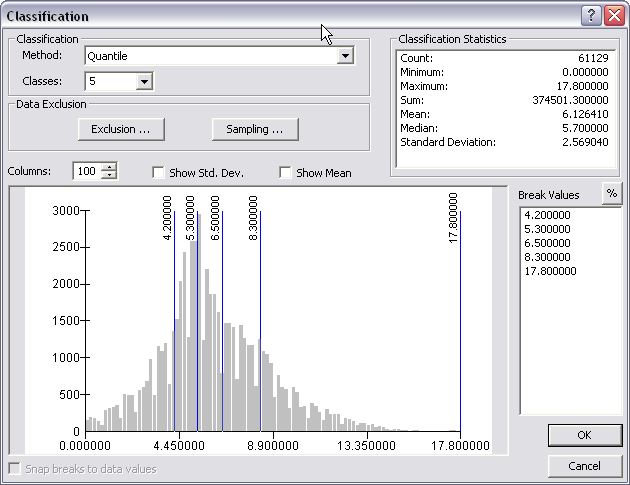 Classification
Classification
Method: Quantile
Classes: 5
Data Exclusion
Exclusion ...
Sampling ...
Classification Statistics
Count: 61129
Minimum: 0.000000
Maximum: 17.800000
Sum: 374501.300000
Mean: 6.126410
Median: 5.700000
Standard Deviation: 2.569040
Columns: 100
Show Std. Dev.
Show Mean
Break Values
%
4.200000
5.300000
6.500000
8.300000
17.800000
4.200000
5.300000
6.500000
8.300000
17.800000
3000
2500
2000
1500
1000
500
0
0.000000 4.450000 8.900000 13.350000 17.800000
Snap breaks to data values
OK
Cancel